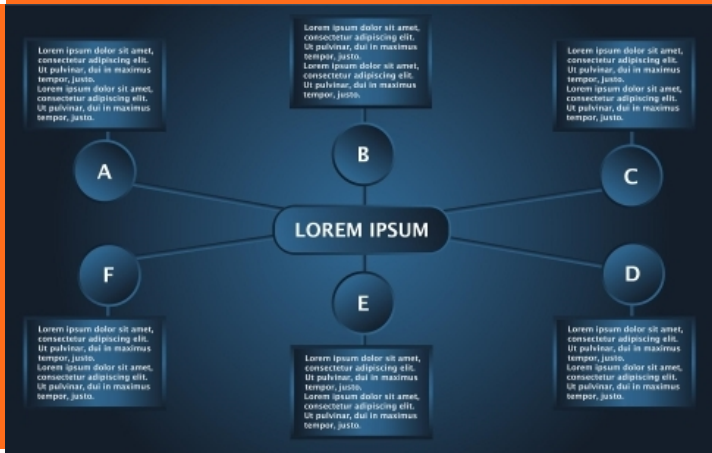 Lorem ipsum dolor sit amet,
consectetur adipiscing elit.
Ut pulvinar, dui in maximus
tempor, justo.
Lorem ipsum dolor sit amet,
consectetur adipiscing elit.
Ut pulvinar, dui in maximus
tempor, justo.
A
Lorem ipsum dolor sit amet,
consectetur adipiscing elit.
Ut pulvinar, dui in maximus
tempor, justo.
Lorem ipsum dolor sit amet,
consectetur adipiscing elit.
Ut pulvinar, dui in maximus
tempor, justo.
B
Lorem ipsum dolor sit amet,
consectetur adipiscing elit.
Ut pulvinar, dui in maximus
tempor, justo.
Lorem ipsum dolor sit amet,
consectetur adipiscing elit.
Ut pulvinar, dui in maximus
tempor, justo.
C
LOREM IPSUM
F
Lorem ipsum dolor sit amet,
consectetur adipiscing elit.
Ut pulvinar, dui in maximus
tempor, justo.
Lorem ipsum dolor sit amet,
consectetur adipiscing elit.
Ut pulvinar, dui in maximus
tempor, justo.
E
Lorem ipsum dolor sit amet,
consectetur adipiscing elit.
Ut pulvinar, dui in maximus
tempor, justo.
Lorem ipsum dolor sit amet,
consectetur adipiscing elit.
Ut pulvinar, dui in maximus
tempor, justo.
D
Lorem ipsum dolor sit amet,
consectetur adipiscing elit.
Ut pulvinar, dui in maximus
tempor, justo.
Lorem ipsum dolor sit amet,
consectetur adipiscing elit.
Ut pulvinar, dui in maximus
tempor, justo.